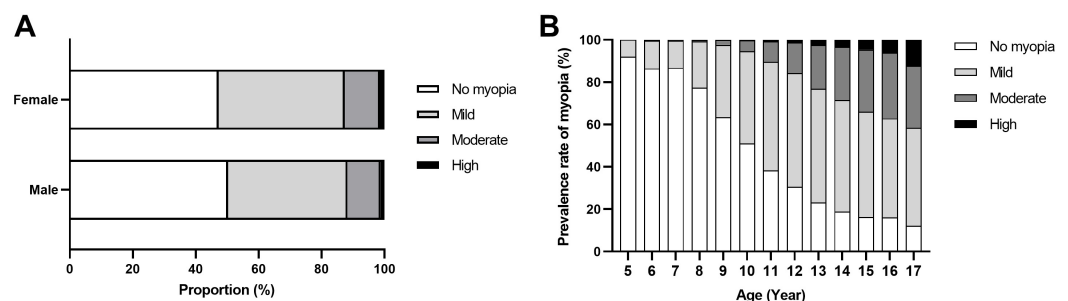 A
Female
Male
0 20 40 60 80 100
Proportion (%)
No myopia
Mild
Moderate
High
B
Prevalence rate of myopia (%)
100
80
60
40
20
0
5 6 7 8 9 10 11 12 13 14 15 16 17
Age (Year)
No myopia
Mild
Moderate
High